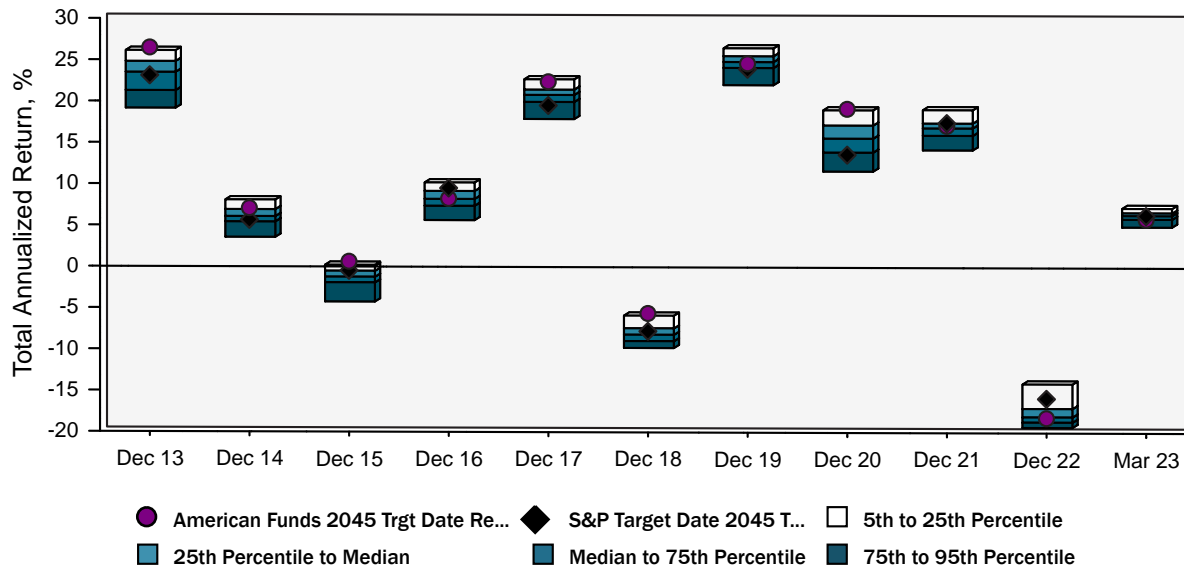 Total Annualized Return, %
30
25
20
15
10
5
0
-5
-10
-15
-20
Dec 13 Dec 14 Dec 15 Dec 16 Dec 17 Dec 18 Dec 19 Dec 20 Dec 21 Dec 22 Mar 23
American Funds 2045 Trgt Date Re... S&P Target Date 2045 T... 5th to 25th Percentile
25th Percentile to Median Median to 75th Percentile 75th to 95th Percentile